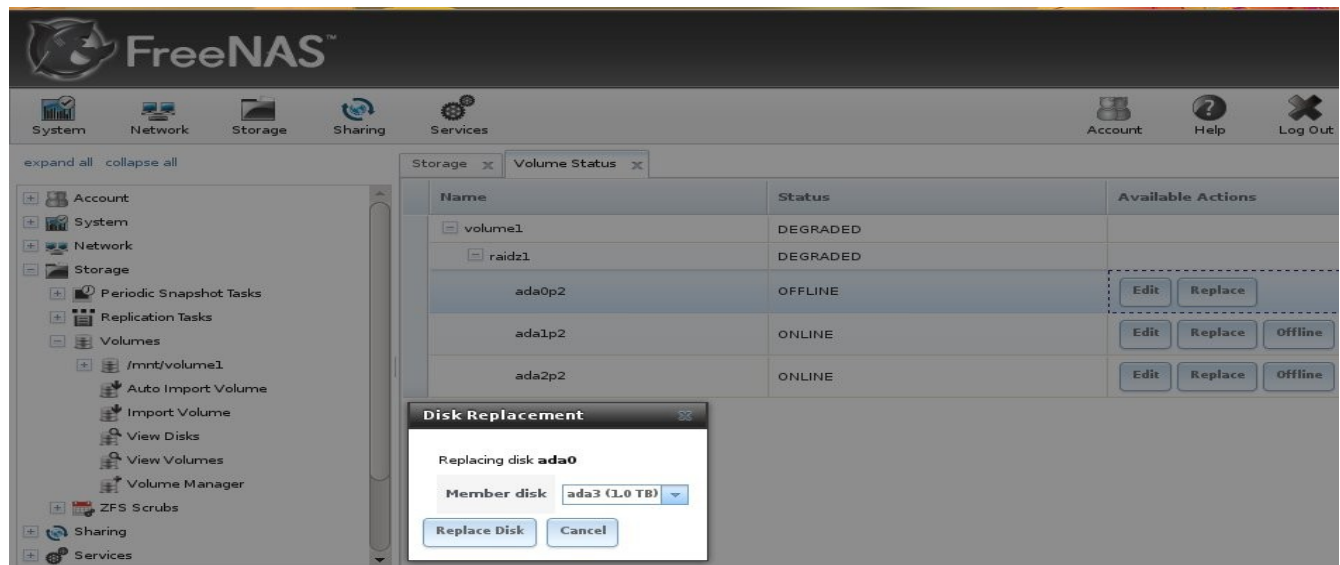 FreeNAS™
System Network Storage Sharing Services Account Help Log Out
expand all collapse all
Account
System
Network
Storage
Periodic Snapshot Tasks
Replication Tasks
Volumes
/mnt/volume1
Auto Import Volume
Import Volume
View Disks
View Volumes
Volume Manager
ZFS Scrubs
Sharing
Services
Storage Volume Status
Name Status Available Actions
volume1 DEGRADED
raidz1 DEGRADED
ada0p2 OFFLINE Edit Replace
ada1p2 ONLINE Edit Replace Offline
ada2p2 ONLINE Edit Replace Offline
Disk Replacement
Replacing disk ada0
Member disk ada3 (1.0 TB)
Replace Disk Cancel